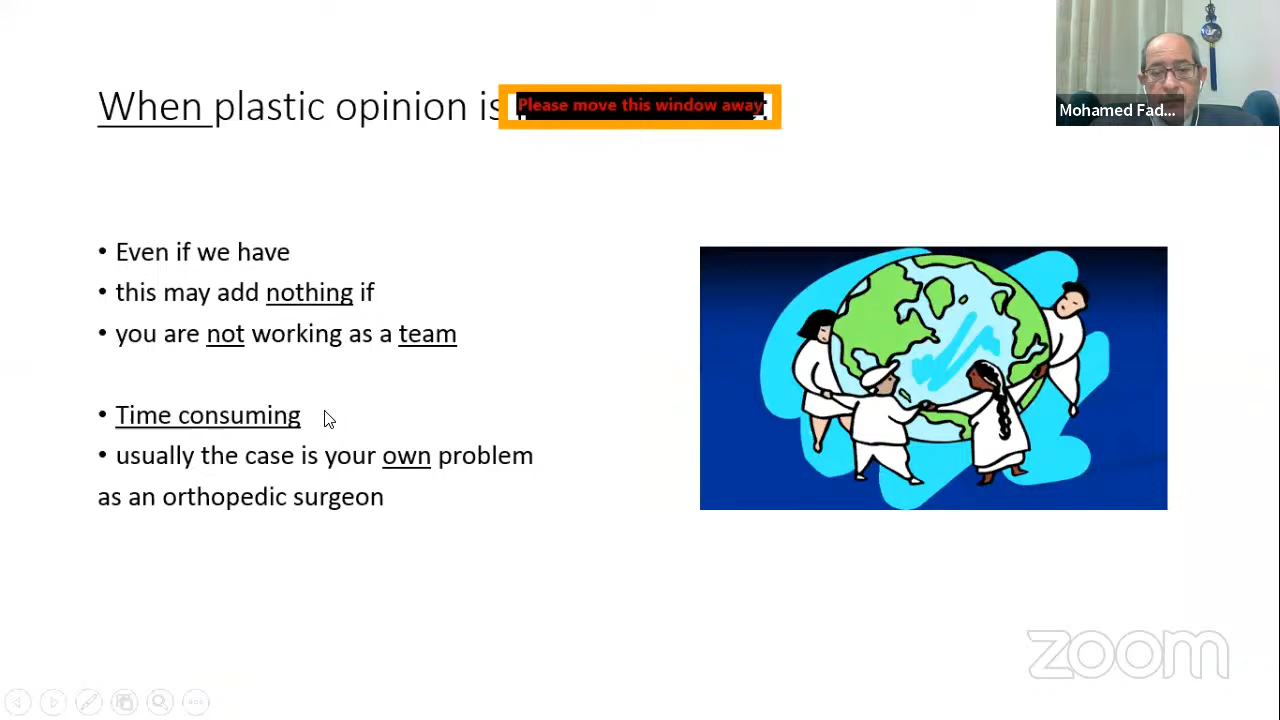 When plastic opinion is
Please move this window away
• Even if we have
• this may add nothing if
• you are not working as a team
• Time consuming
• usually the case is your own problem
as an orthopedic surgeon
Mohamed Fad...
zoom